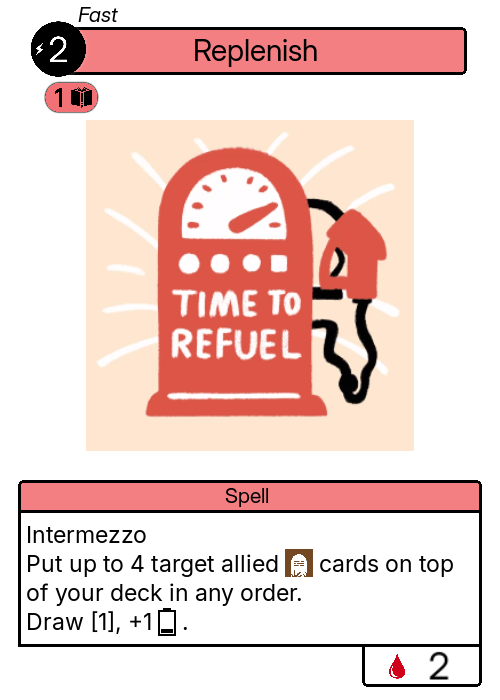 Fast
2
Replenish
1
TIME TO
REFUEL
Spell
Intermezzo
Put up to 4 target allied cards on top
of your deck in any order.
Draw [1], +1 .
2